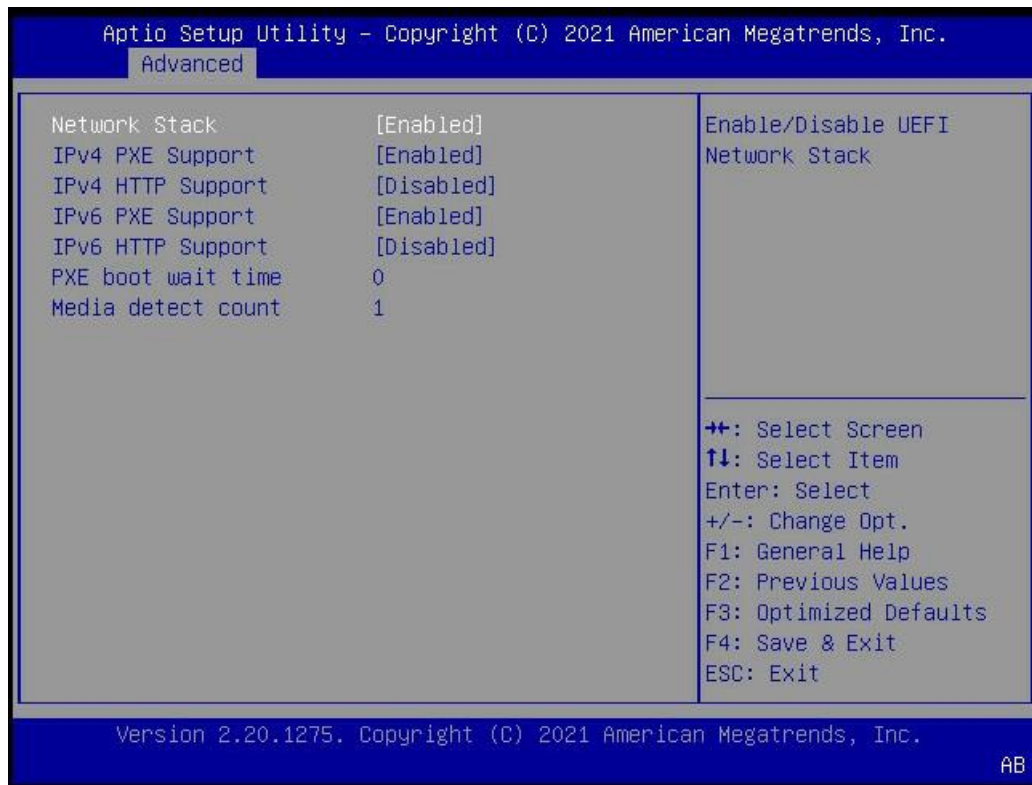 Aptio Setup Utility – Copyright (C) 2021 American Megatrends, Inc.
Advanced
Network Stack [Enabled]
IPv4 PXE Support [Enabled]
IPv4 HTTP Support [Disabled]
IPv6 PXE Support [Enabled]
IPv6 HTTP Support [Disabled]
PXE boot wait time 0
Media detect count 1
Enable/Disable UEFI
Network Stack
→←: Select Screen
↑↓: Select Item
Enter: Select
+/-: Change Opt.
F1: General Help
F2: Previous Values
F3: Optimized Defaults
F4: Save & Exit
ESC: Exit
Version 2.20.1275. Copyright (C) 2021 American Megatrends, Inc.
AB